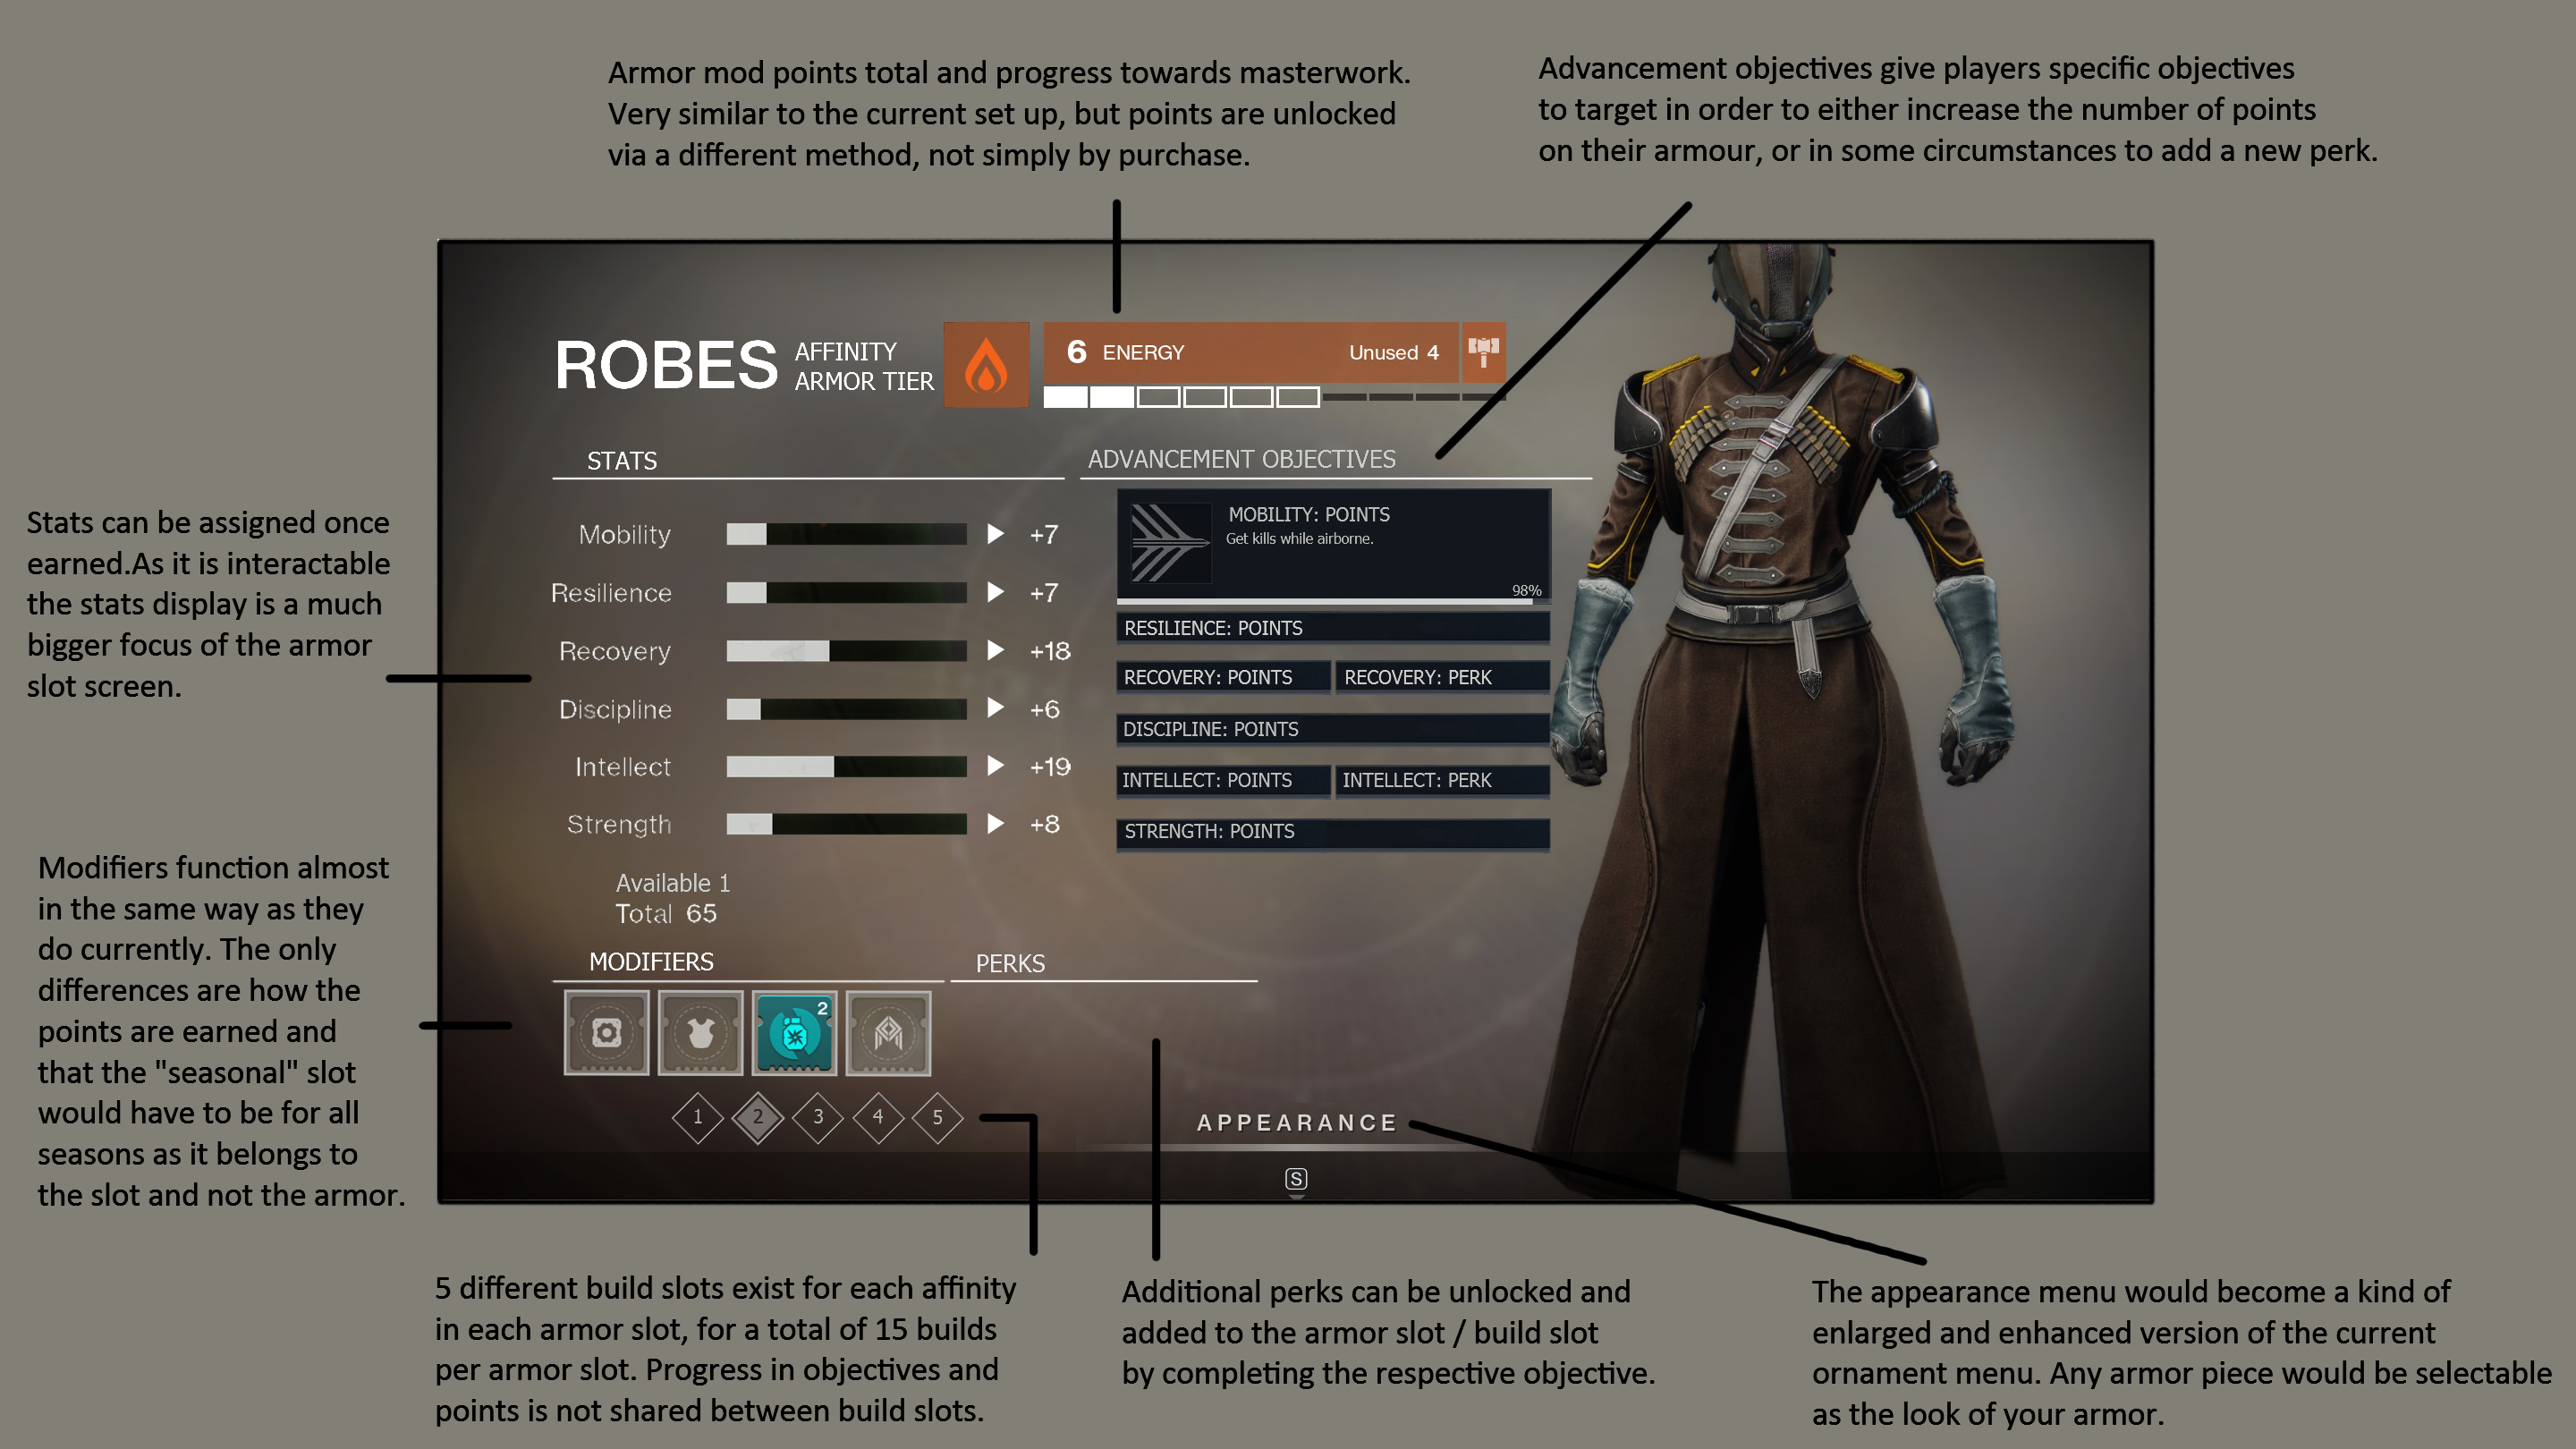 Armor mod points total and progress towards masterwork.
Very similar to the current set up, but points are unlocked
via a different method, not simply by purchase.
Advancement objectives give players specific objectives
to target in order to either increase the number of points
on their armour, or in some circumstances to add a new perk.
ROBES
AFFINITY
ARMOR TIER
6 ENERGY
Unused 4
STATS
Mobility +7
Resilience +7
Recovery +18
Discipline +6
Intellect +19
Strength +8
Available 1
Total 65
ADVANCEMENT OBJECTIVES
MOBILITY: POINTS
Get kills while airborne.
98%
RESILIENCE: POINTS
RECOVERY: POINTS
RECOVERY: PERK
DISCIPLINE: POINTS
INTELLECT: POINTS
INTELLECT: PERK
STRENGTH: POINTS
MODIFIERS
PERKS
2
1 2 3 4 5
APPEARANCE
S
Stats can be assigned once
earned.As it is interactable
the stats display is a much
bigger focus of the armor
slot screen.
Modifiers function almost
in the same way as they
do currently. The only
differences are how the
points are earned and
that the "seasonal" slot
would have to be for all
seasons as it belongs to
the slot and not the armor.
5 different build slots exist for each affinity
in each armor slot, for a total of 15 builds
per armor slot. Progress in objectives and
points is not shared between build slots.
Additional perks can be unlocked and
added to the armor slot / build slot
by completing the respective objective.
The appearance menu would become a kind of
enlarged and enhanced version of the current
ornament menu. Any armor piece would be selectable
as the look of your armor.